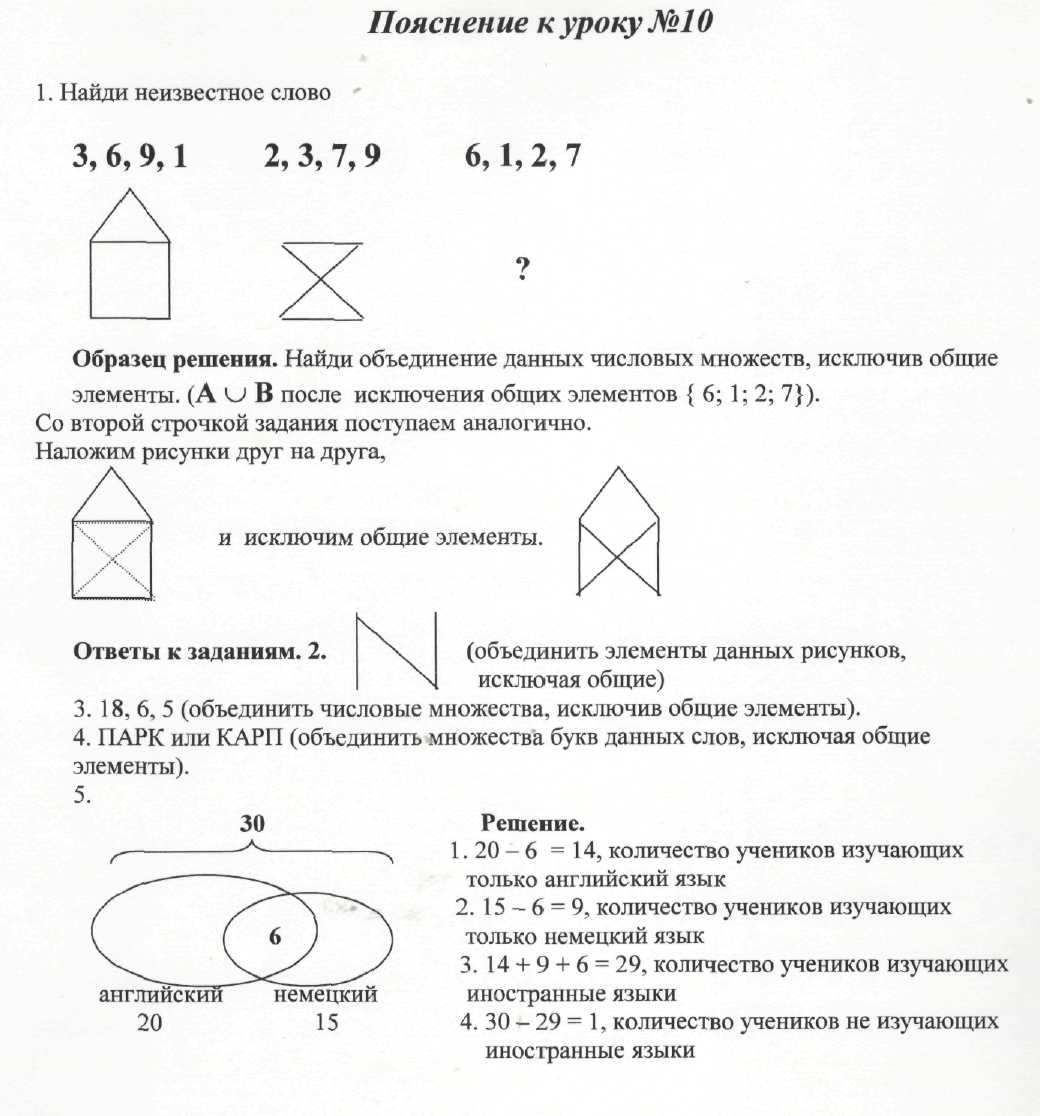 Пояснение к уроку №10
1. Найди неизвестное слово
3, 6, 9, 1 2, 3, 7, 9 6, 1, 2, 7
?
Образец решения. Найди объединение данных числовых множеств, исключив общие
элементы. (A ∪ B после исключения общих элементов { 6; 1; 2; 7}).
Со второй строчкой задания поступаем аналогично.
Наложим рисунки друг на друга,
и исключим общие элементы.
Ответы к заданиям. 2. (объединить элементы данных рисунков,
исключая общие)
3. 18, 6, 5 (объединить числовые множества, исключив общие элементы).
4. ПАРК или КАРП (объединить множества букв данных слов, исключая общие
элементы).
5.
30
6
английский немецкий
20 15
Решение.
1. 20 – 6 = 14, количество учеников изучающих
только английский язык
2. 15 – 6 = 9, количество учеников изучающих
только немецкий язык
3. 14 + 9 + 6 = 29, количество учеников изучающих
иностранные языки
4. 30 – 29 = 1, количество учеников не изучающих
иностранные языки